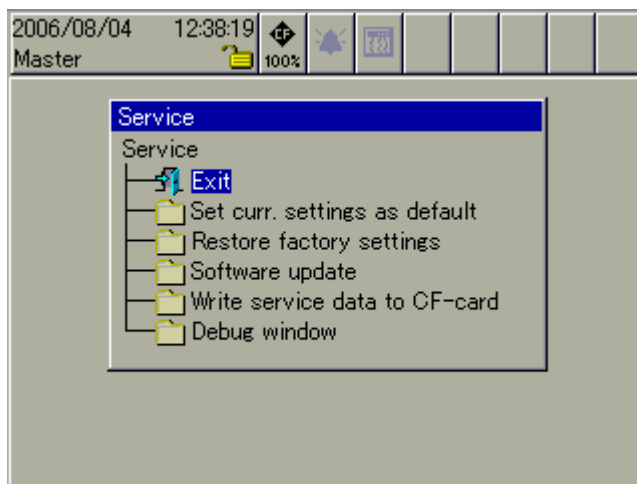 2006/08/04 12:38:19
Master
CF
100%
Service
Service
Exit
Set curr. settings as default
Restore factory settings
Software update
Write service data to CF-card
Debug window